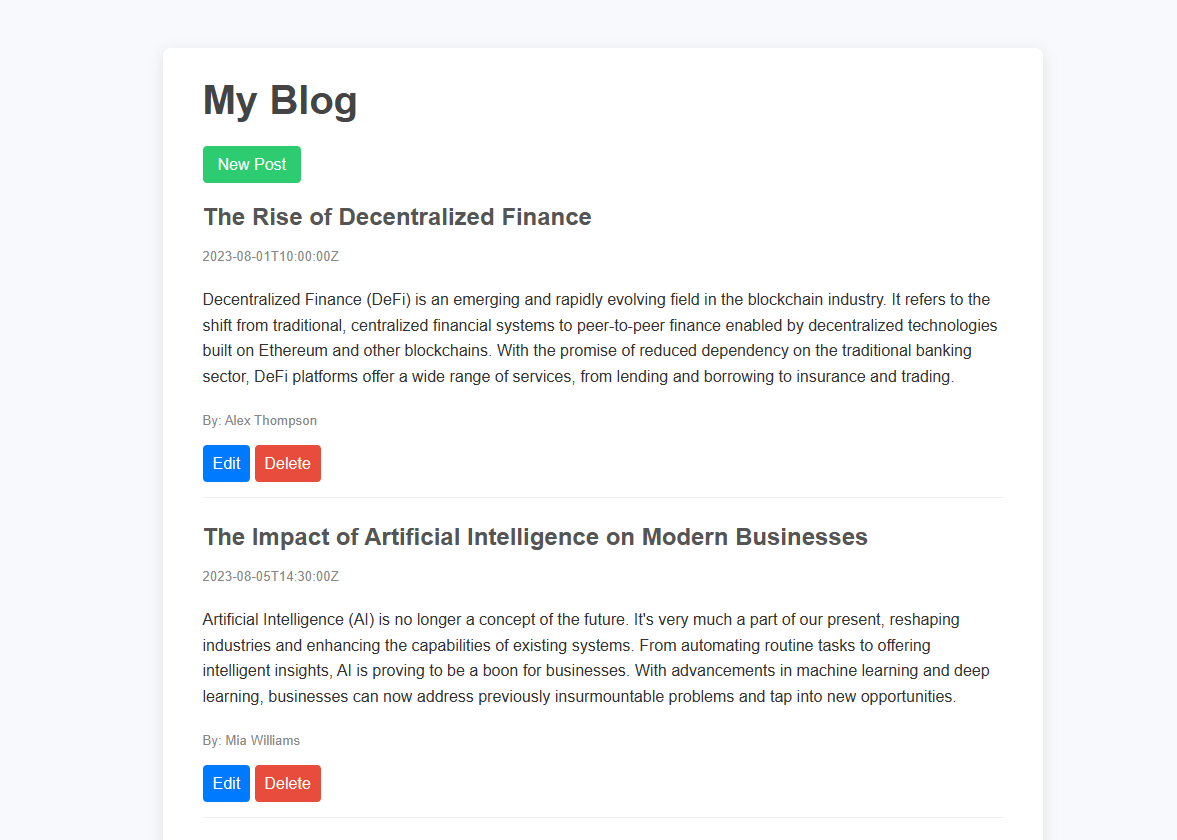 My Blog
New Post
The Rise of Decentralized Finance
2023-08-01T10:00:00Z
Decentralized Finance (DeFi) is an emerging and rapidly evolving field in the blockchain industry. It refers to the
shift from traditional, centralized financial systems to peer-to-peer finance enabled by decentralized technologies
built on Ethereum and other blockchains. With the promise of reduced dependency on the traditional banking
sector, DeFi platforms offer a wide range of services, from lending and borrowing to insurance and trading.
By: Alex Thompson
Edit Delete
The Impact of Artificial Intelligence on Modern Businesses
2023-08-05T14:30:00Z
Artificial Intelligence (AI) is no longer a concept of the future. It's very much a part of our present, reshaping
industries and enhancing the capabilities of existing systems. From automating routine tasks to offering
intelligent insights, AI is proving to be a boon for businesses. With advancements in machine learning and deep
learning, businesses can now address previously insurmountable problems and tap into new opportunities.
By: Mia Williams
Edit Delete